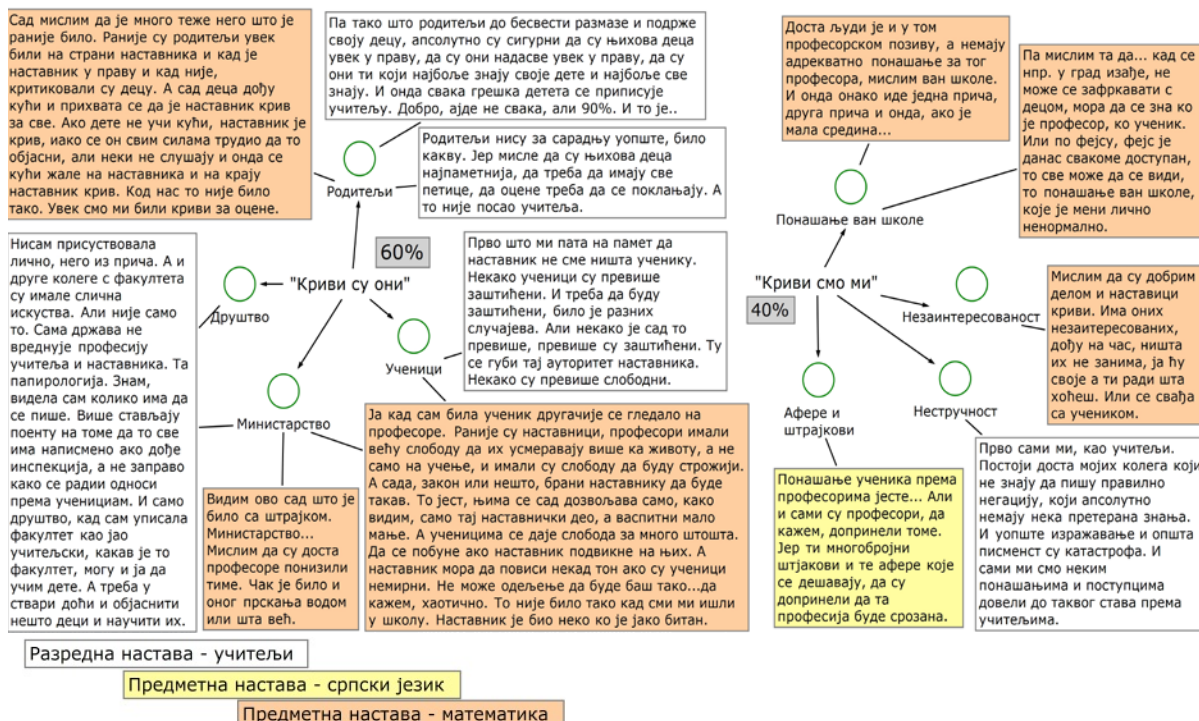 Сад мислим да је много теже него што је
раније било. Раније су родитељи увек
били на страни наставника и кад је
наставник у праву и кад није,
критиковали су децу. А сад деца дођу
кући и прихвата се да је наставник крив
за све. Ако дете не учи кући, наставник је
крив, иако се он свим силама трудио да то
објасни, али неки не слушају и онда се
кући жале на наставника и на крају
наставник крив. Код нас то није било
тако. Увек смо ми били криви за оцене.
Па тако што родитељи до бесвести размазе и подрже
своју децу, апсолутно су сигурни да су њихова деца
увек у праву, да су они надасве увек у праву, да су
они ти који најбоље знају своје дете и најбоље све
знају. И онда свака грешка детета се приписује
учитељу. Добро, ајде не свака, али 90%. И то је..
Родитељи нису за сарадњу уопште, било
какву. Јер мисле да су њихова деца
најпаметнија, да треба да имају све
петице, да оцене треба да се поклањају. А
то није посао учитеља.
Родитељи
60%
"Криви су они"
Друштво
Министарство
Ученици
Нисам присуствовала
лично, него из прича. А и
друге колеге с факултета
су имале слична
искуства. Али није само
то. Сама држава не
вреднује професију
учитеља и наставника. Та
папирологија. Знам,
видела сам колико има да
се пише. Више стављају
поенту на томе да то све
има написмено ако дође
инспекција, а не заправо
како се радии односи
према ученицима. И само
друштво, кад сам уписала
факултет као јао
учитељски, какав је то
факултет, могу и ја да
учим дете. А треба у
ствари доћи и објаснити
нешто деци и научити их.
Прво што ми пата на памет да
наставник не сме ништа ученику.
Некако ученици су превише
заштићени. И треба да буду
заштићени, било је разних
случајева. Али некако је сад то
превише, превише су заштићени. Ту
се губи тај ауторитет наставника.
Некако су превише слободни.
Видим ово сад што је
било са штрајком.
Министарство...
Мислим да су доста
професоре понизили
тиме. Чак је било и
оног прскања водом
или шта већ.
Ја кад сам била ученик другачије се гледало на
професоре. Раније су наставници, професори имали
већу слободу да их усмеравају више ка животу, а не
само на учење, и имали су слободу да буду строжији.
А сада, закон или нешто, брани наставнику да буде
такав. То јест, њима се сад дозвољава само, како
видим, само тај наставнички део, а васпитни мало
мање. А ученицима се даје слобода за много штошта.
Да се побуне ако наставник подвикне на њих. А
наставник мора да повиси некад тон ако су ученици
немирни. Не може одељење да буде баш тако...да
кажем, хаотично. То није било тако кад сми ми ишли
у школу. Наставник је био неко ко је јако битан.
Доста људи је и у том
професорском позиву, а немају
адрекватно понашање за тог
професора, мислим ван школе.
И онда онако иде једна прича,
друга прича и онда, ако је
мала средина...
Па мислим та да... кад се
нпр. у град изађе, не
може се зафркавати с
децом, мора да се зна ко
је професор, ко ученик.
Или по фејсу, фејс је
данас свакоме доступан,
то све може да се види,
то понашање ван школе,
које је мени лично
ненормално.
Понашање ван школе
"Криви смо ми"
40%
Незаинтересованост
Афере и
штрајкови
Нестручност
Мислим да су добрим
делом и наставици
криви. Има оних
незаитересованих,
дођу на час, ништа
их не занима, ја ћу
своје а ти ради шта
хоћеш. Или се свађа
са учеником.
Понашање ученика према
професорима јесте... Али
и сами су професори, да
кажем, допринели томе.
Јер ти многобројни
штјакови и те афере које
се дешавају, да су
допринели да та
професија буде срозана.
Прво сами ми, као учитељи.
Постоји доста мојих колега који
не знају да пишу правилно
негацију, који апсолутно
немају нека претерана знања.
И уопште изражавање и општа
писменст су катастрофа. И
сами ми смо неким
понашањима и поступцима
довели до таквог става према
учитељима.
Разредна настава - учитељи
Предметна настава - српски језик
Предметна настава - математика